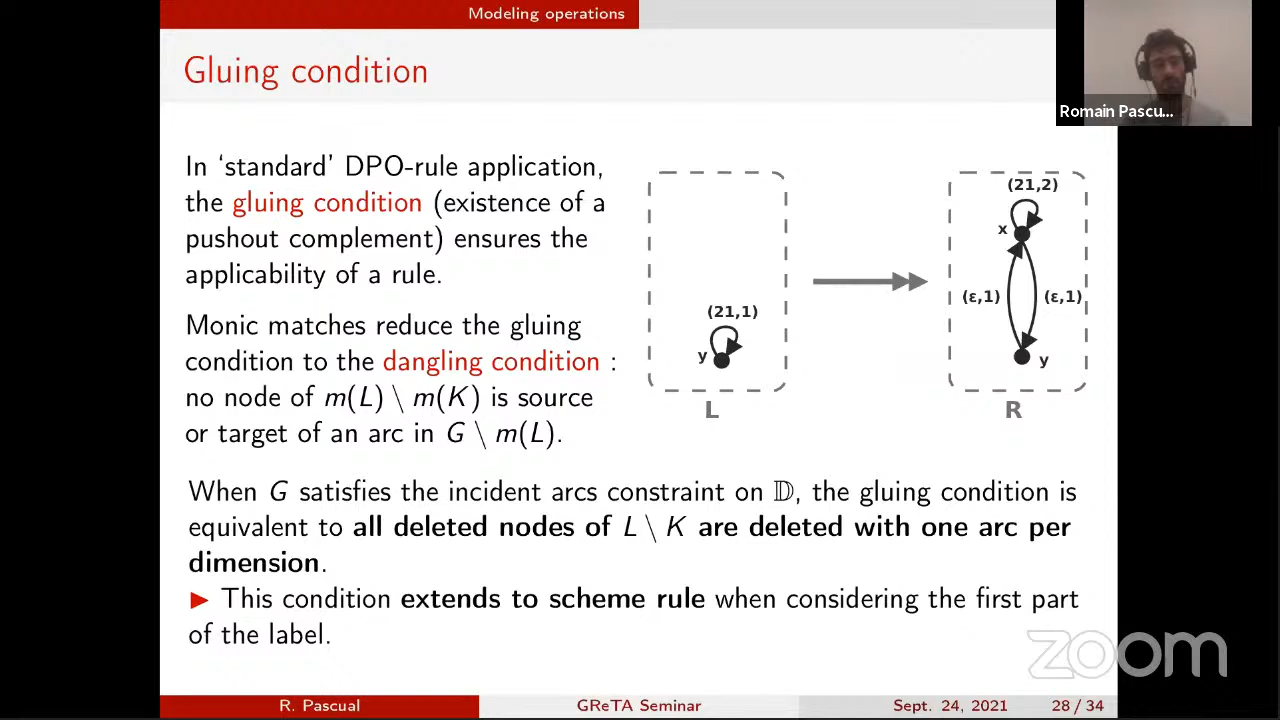 Modeling operations
Gluing condition
Romain Pascu...
In ‘standard’ DPO-rule application,
the gluing condition (existence of a
pushout complement) ensures the
applicability of a rule.
Monic matches reduce the gluing
condition to the dangling condition :
no node of m(L) \ m(K) is source
or target of an arc in G \ m(L).
(21,1)
y
L
(21,2)
x
(ε,1)
(ε,1)
y
R
When G satisfies the incident arcs constraint on 𝔻, the gluing condition is
equivalent to all deleted nodes of L \ K are deleted with one arc per
dimension.
▶ This condition extends to scheme rule when considering the first part
of the label.
zoom
R. Pascual
GReTA Seminar
Sept. 24, 2021
28 / 34